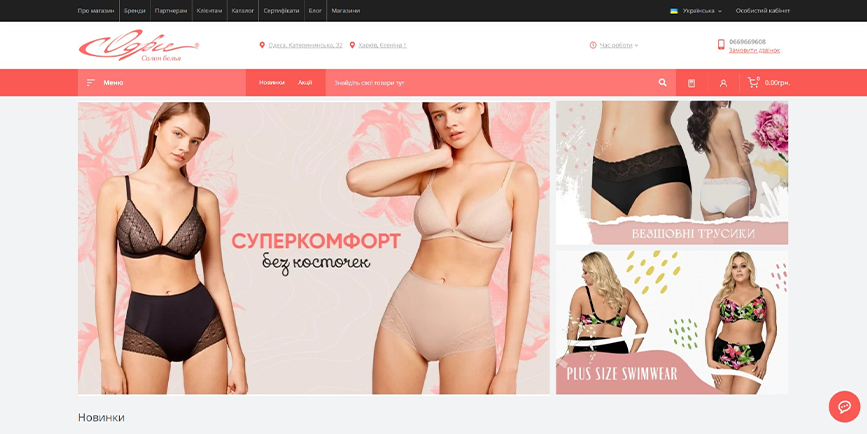 Про магазин
Бренди
Партнерам
Клієнтам
Каталог
Сертифікати
Блог
Магазини
Українська
Особистий кабінет
Салон белья
Одеса, Катерининська, 32
Харків, Єсеніна 1
Час роботи
0669669608
Замовити дзвінок
Меню
Новинки
Акції
Знайдіть свої товари тут
0
0.00грн.
СУПЕРКОМФОРТ
без косточек
БЕЗШОВНІ ТРУСИКИ
PLUS SIZE SWIMWEAR
Новинки